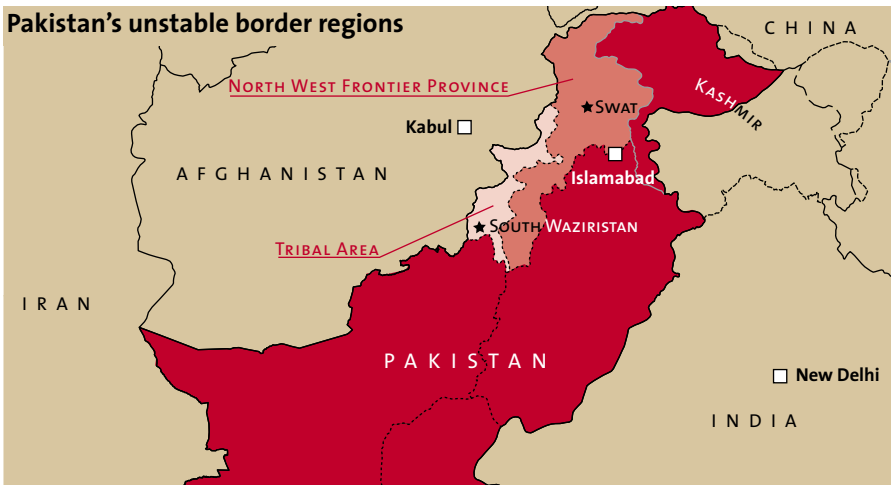 Pakistan's unstable border regions
CHINA
NORTH WEST FRONTIER PROVINCE
KASHMIR
SWAT
Kabul
AFGHANISTAN
Islamabad
SOUTH WAZIRISTAN
TRIBAL AREA
IRAN
PAKISTAN
New Delhi
INDIA